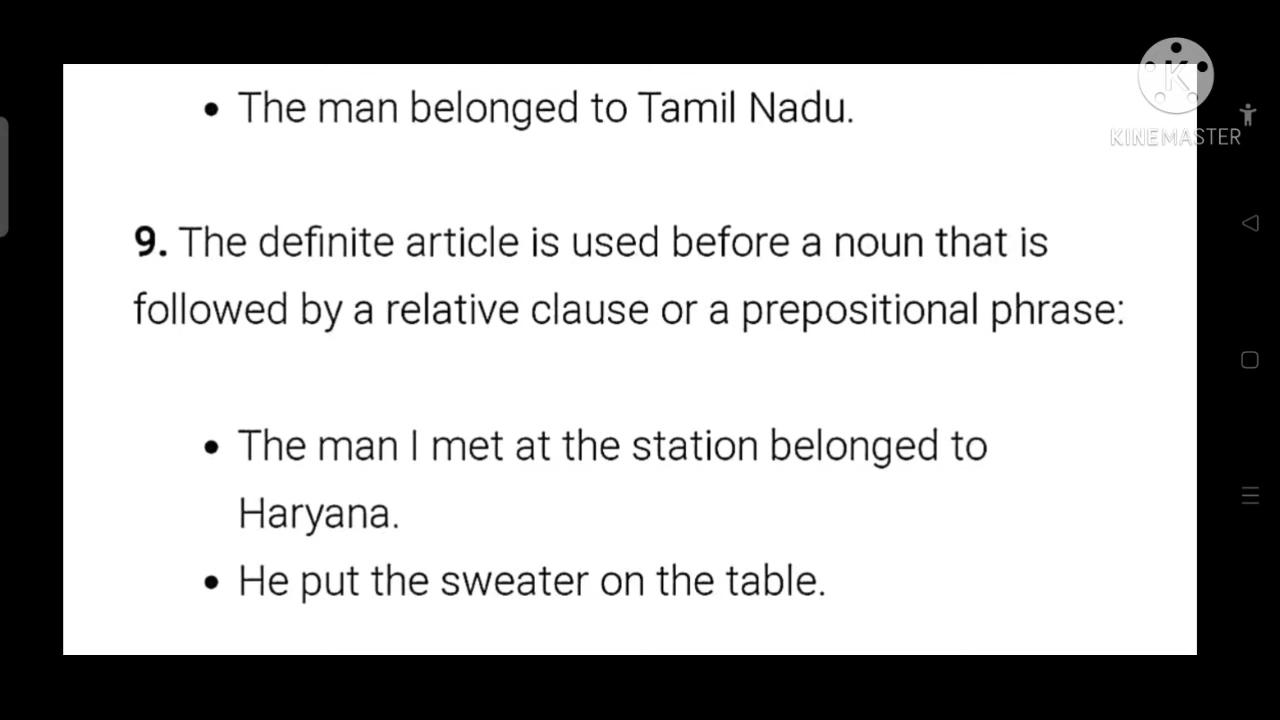 • The man belonged to Tamil Nadu.
K
KINEMASTER
9. The definite article is used before a noun that is
followed by a relative clause or a prepositional phrase:
• The man I met at the station belonged to
Haryana.
• He put the sweater on the table.